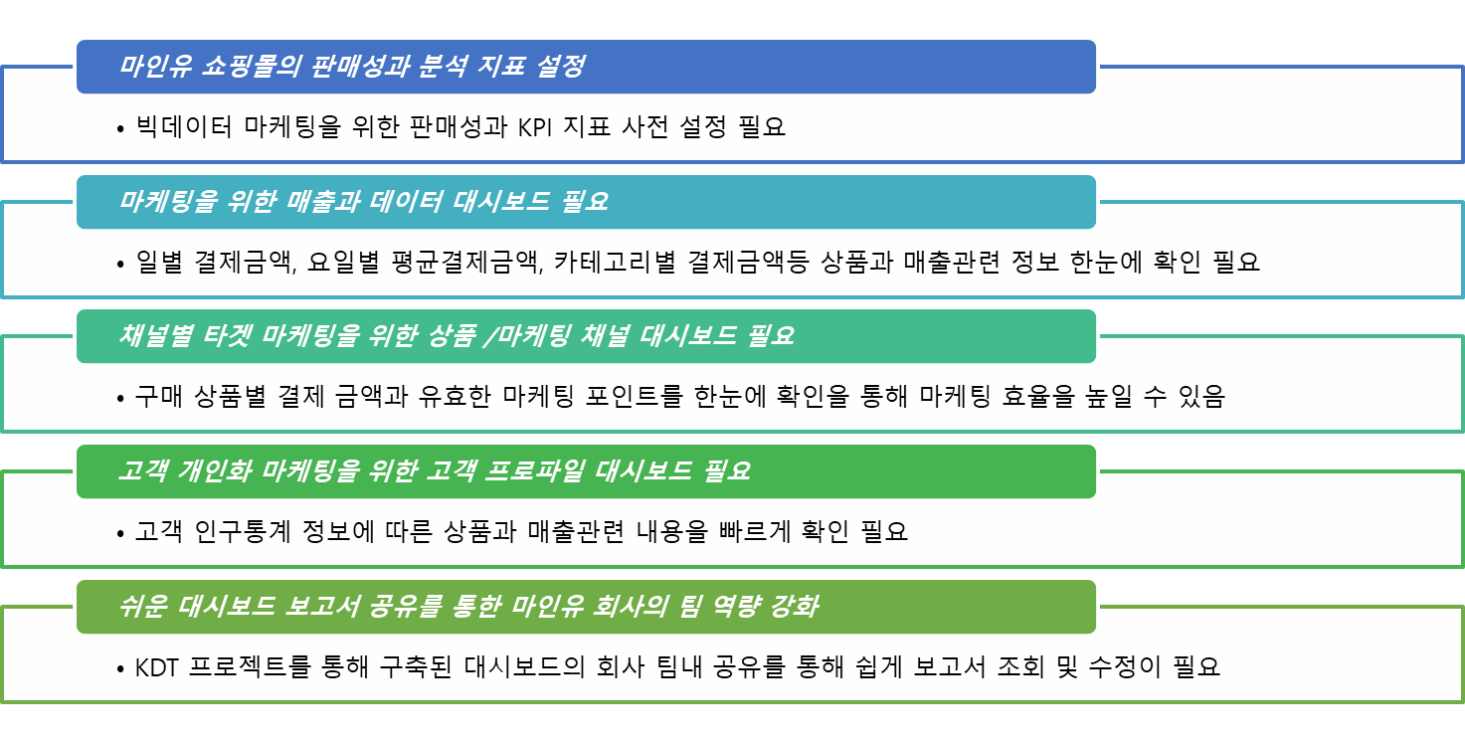 마인유 쇼핑몰의 판매성과 분석 지표 설정
• 빅데이터 마케팅을 위한 판매성과 KPI 지표 사전 설정 필요
마케팅을 위한 매출과 데이터 대시보드 필요
• 일별 결제금액, 요일별 평균결제금액, 카테고리별 결제금액등 상품과 매출관련 정보 한눈에 확인 필요
채널별 타겟 마케팅을 위한 상품 /마케팅 채널 대시보드 필요
• 구매 상품별 결제 금액과 유효한 마케팅 포인트를 한눈에 확인을 통해 마케팅 효율을 높일 수 있음
고객 개인화 마케팅을 위한 고객 프로파일 대시보드 필요
• 고객 인구통계 정보에 따른 상품과 매출관련 내용을 빠르게 확인 필요
쉬운 대시보드 보고서 공유를 통한 마인유 회사의 팀 역량 강화
• KDT 프로젝트를 통해 구축된 대시보드의 회사 팀내 공유를 통해 쉽게 보고서 조회 및 수정이 필요